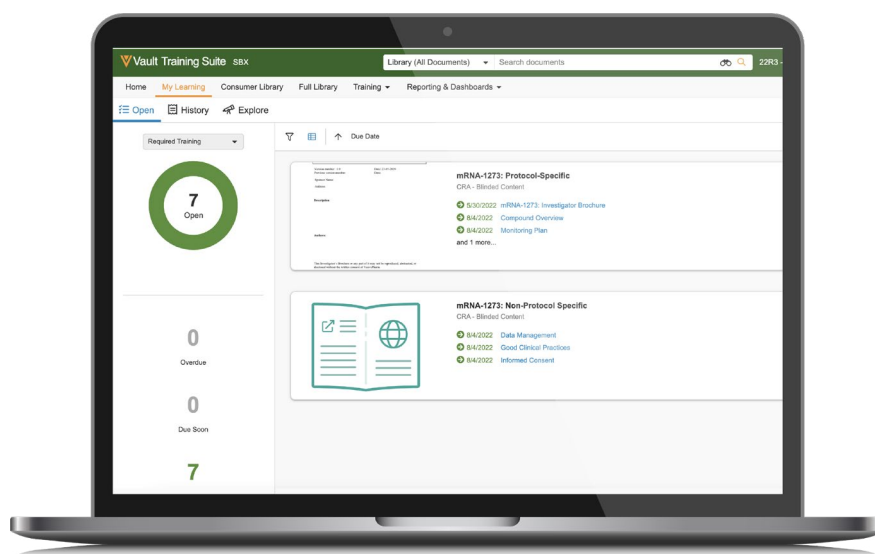 Vault Training Suite SBX
Library (All Documents)
Search documents
22R3 -
Home My Learning Consumer Library Full Library Training Reporting & Dashboards
Open History Explore
Required Training
Due Date
7
Open
0
Overdue
0
Due Soon
7
mRNA-1273: Protocol-Specific
CRA - Blinded Content
5/30/2022 mRNA-1273: Investigator Brochure
8/4/2022 Compound Overview
8/4/2022 Monitoring Plan
and 1 more...
mRNA-1273: Non-Protocol Specific
CRA - Blinded Content
8/4/2022 Data Management
8/4/2022 Good Clinical Practices
8/4/2022 Informed Consent